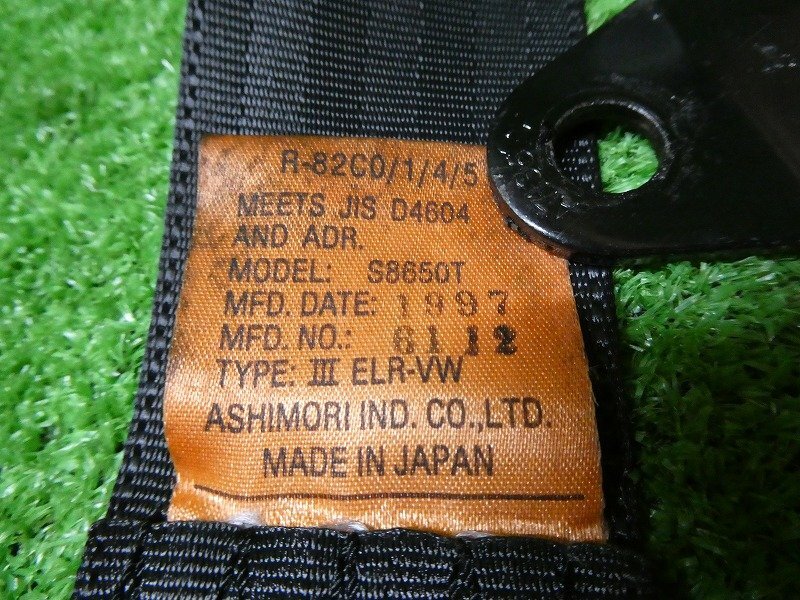 R-82C0/1/4/5
MEETS JIS D4604
AND ADR.
MODEL: S8650T
MFD. DATE: 1997
MFD. NO.: 6112
TYPE: III ELR-VW
ASHIMORI IND. CO.,LTD.
MADE IN JAPAN